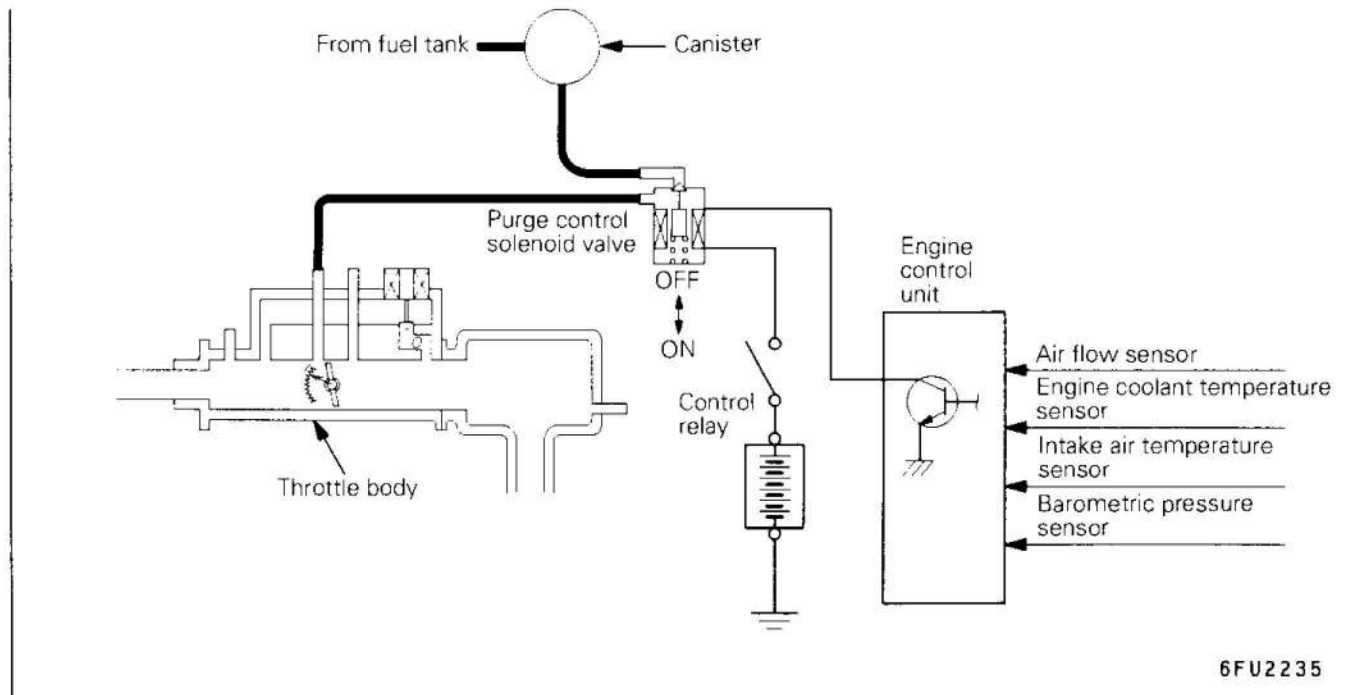 From fuel tank
Canister
Purge control
solenoid valve
OFF
ON
Engine
control
unit
Air flow sensor
Engine coolant temperature
sensor
Control
relay
Intake air temperature
sensor
Throttle body
Barometric pressure
sensor
6FU2235